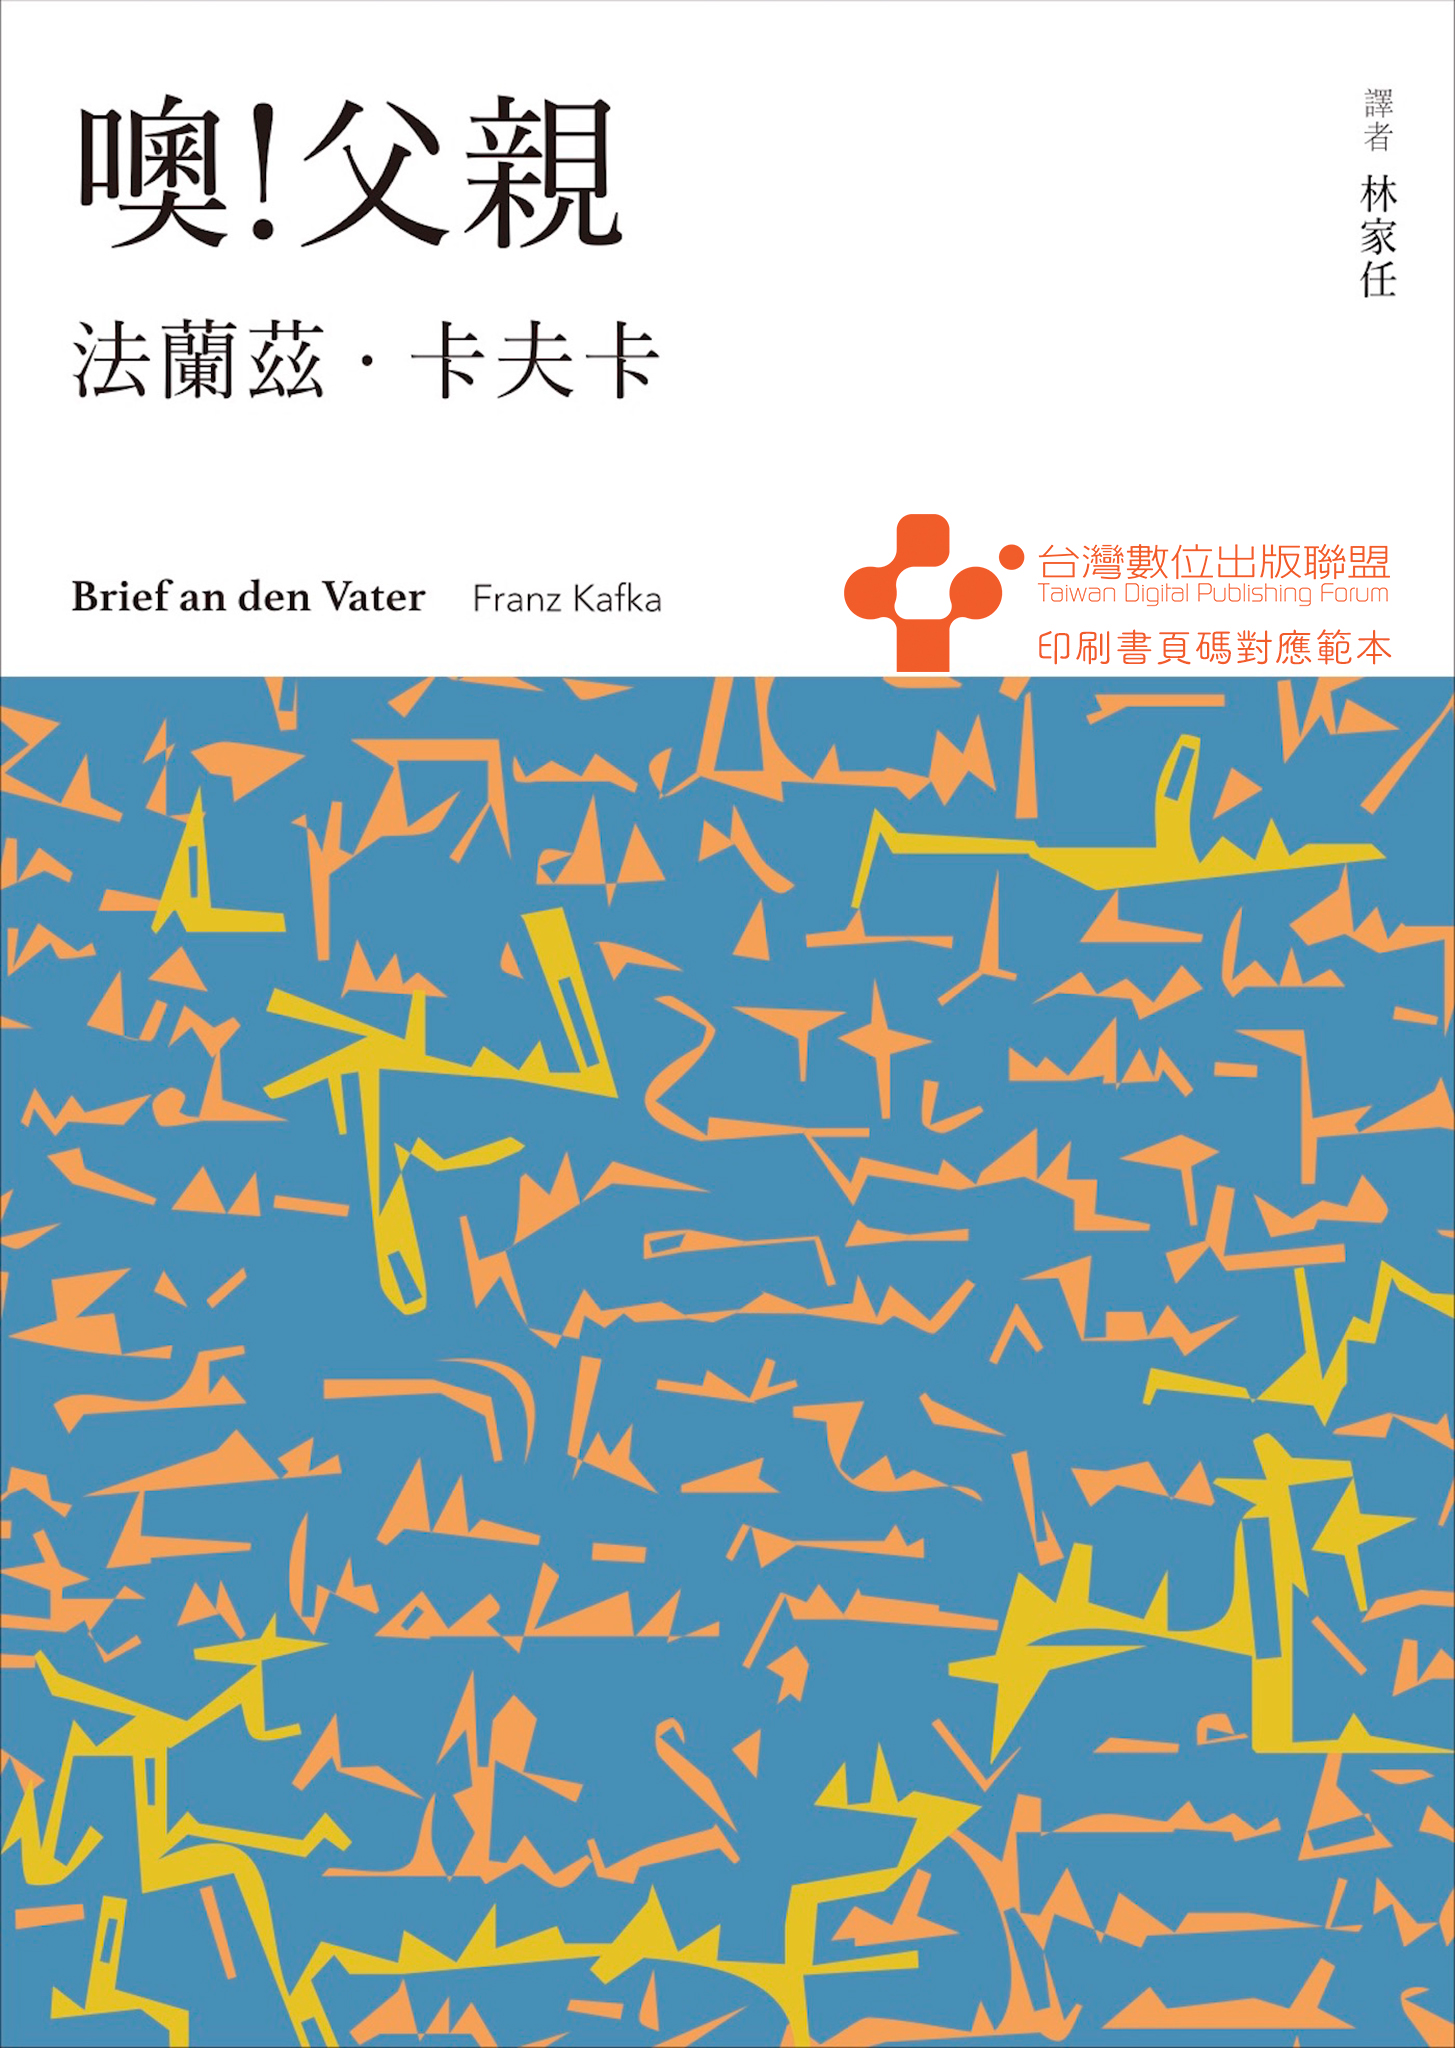 噢!父親
法蘭茲·卡夫卡
譯者 林家任
Brief an den Vater Franz Kafka
台灣數位出版聯盟
Taiwan Digital Publishing Forum
印刷書頁碼對應範本